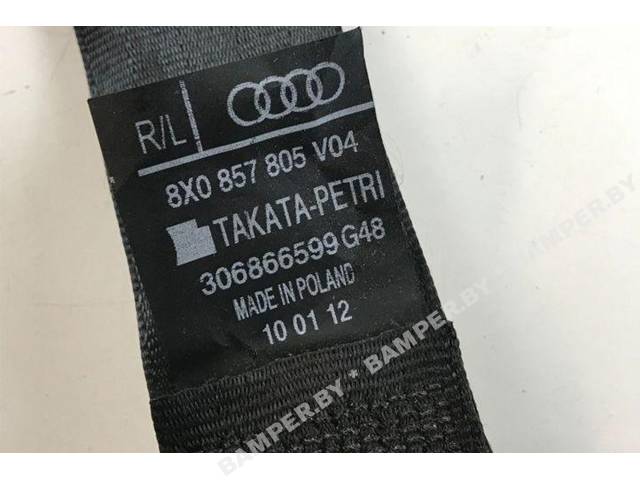 R/L
8X0 857 805 V04
TAKATA-PETRI
306866599 G48
MADE IN POLAND
10 01 12
BAMPER.BY * BAMPER.BY * BAMPER.BY